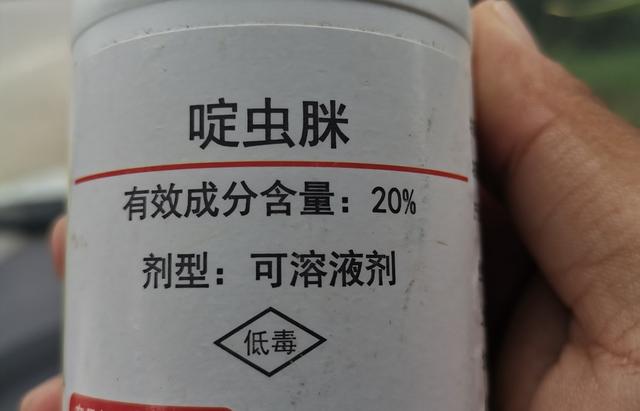 啶虫脒
有效成分含量：20%
剂型：可溶液剂
低毒